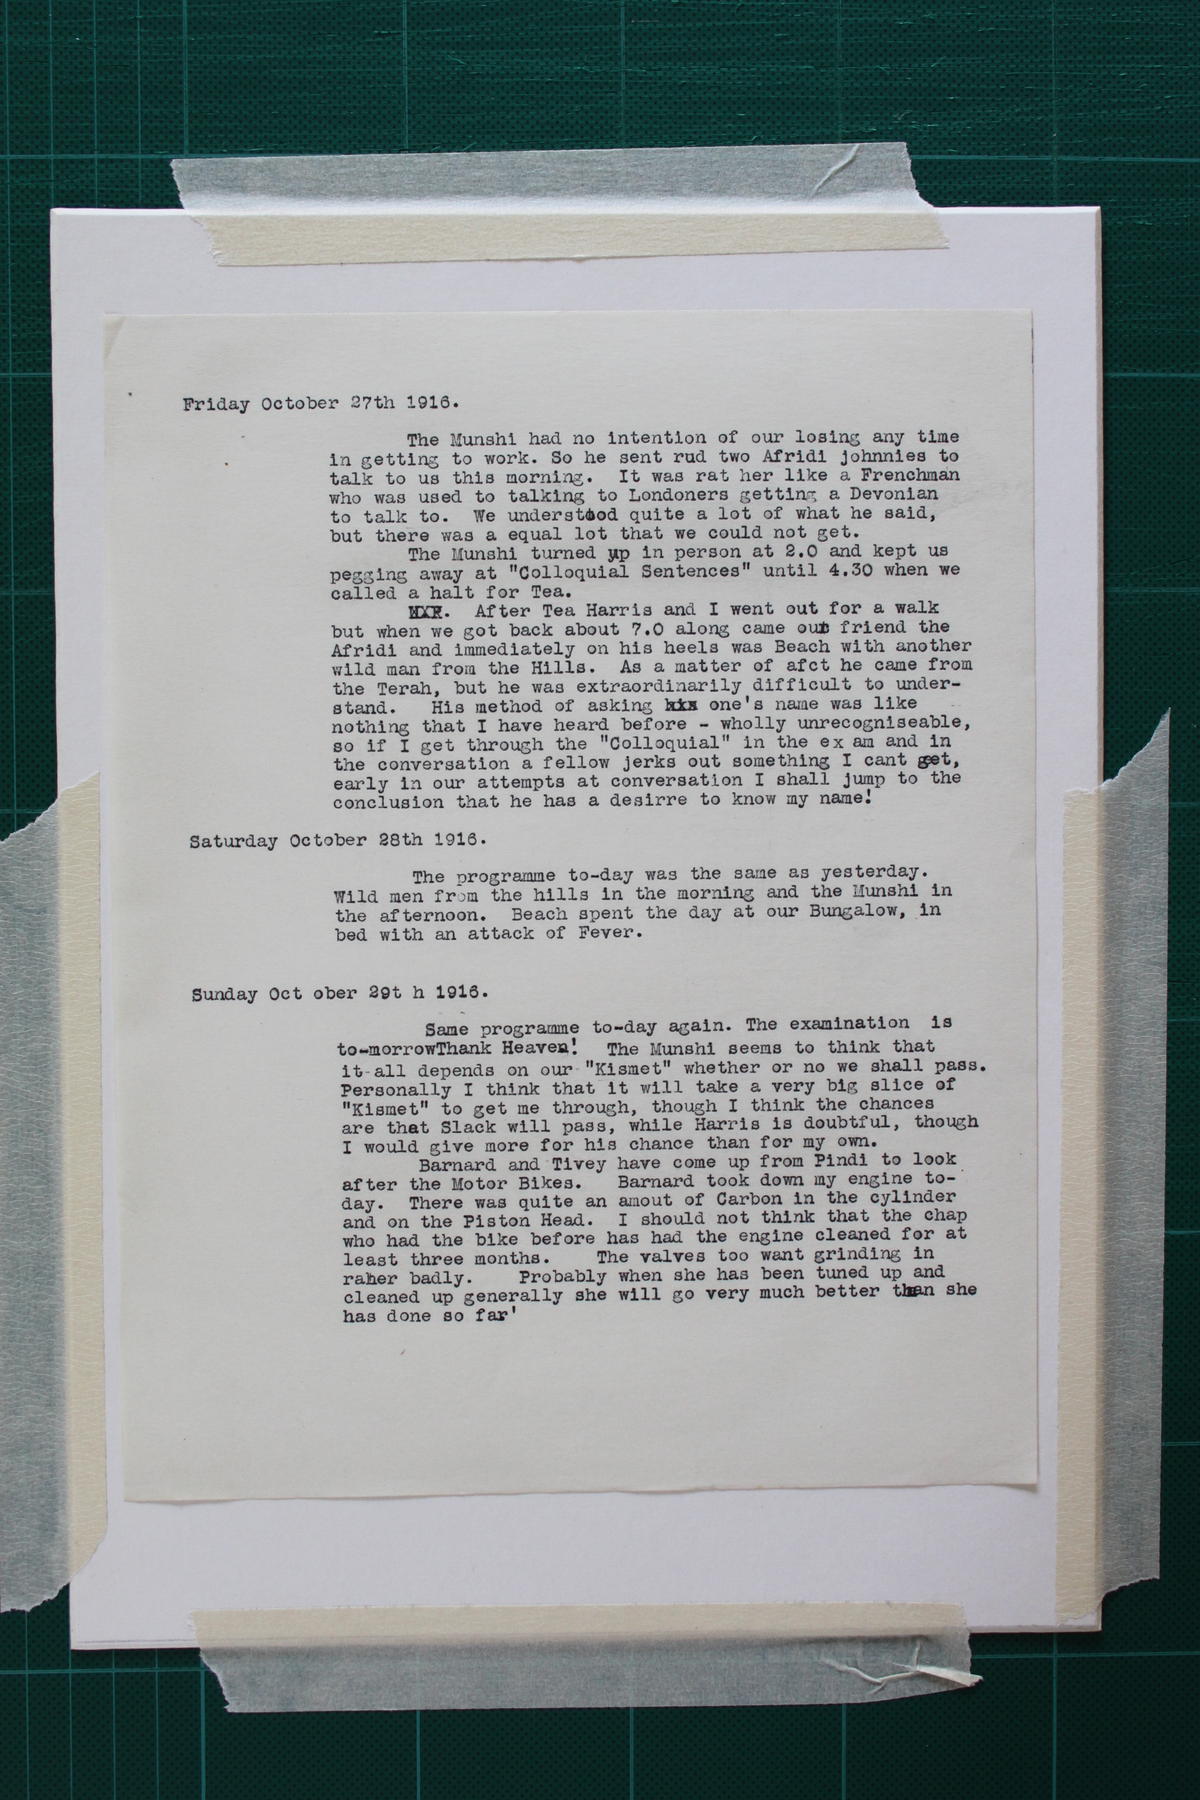 Friday October 27th 1916.
The Munshi had no intention of our losing any time
in getting to work. So he sent rud two Afridi johnnies to
talk to us this morning. It was rat her like a Frenchman
who was used to talking to Londoners getting a Devonian
to talk to. We understood quite a lot of what he said,
but there was a equal lot that we could not get.
The Munshi turned up in person at 2.0 and kept us
pegging away at "Colloquial Sentences" until 4.30 when we
called a halt for Tea.
After Tea Harris and I went out for a walk
but when we got back about 7.0 along came our friend the
Afridi and immediately on his heels was Beach with another
wild man from the Hills. As a matter of afct he came from
the Terah, but he was extraordinarily difficult to under-
stand. His method of asking one's name was like
nothing that I have heard before - wholly unrecogniseable,
so if I get through the "Colloquial" in the ex am and in
the conversation a fellow jerks out something I cant get,
early in our attempts at conversation I shall jump to the
conclusion that he has a desirre to know my name!
Saturday October 28th 1916.
The programme to-day was the same as yesterday.
Wild men from the hills in the morning and the Munshi in
the afternoon. Beach spent the day at our Bungalow, in
bed with an attack of Fever.
Sunday Oct ober 29t h 1916.
Same programme to-day again. The examination is
to-morrowThank Heaven! The Munshi seems to think that
it all depends on our "Kismet" whether or no we shall pass.
Personally I think that it will take a very big slice of
"Kismet" to get me through, though I think the chances
are that Slack will pass, while Harris is doubtful, though
I would give more for his chance than for my own.
Barnard and Tivey have come up from Pindi to look
after the Motor Bikes. Barnard took down my engine to-
day. There was quite an amout of Carbon in the cylinder
and on the Piston Head. I should not think that the chap
who had the bike before has had the engine cleaned for at
least three months. The valves too want grinding in
raher badly. Probably when she has been tuned up and
cleaned up generally she will go very much better than she
has done so far'